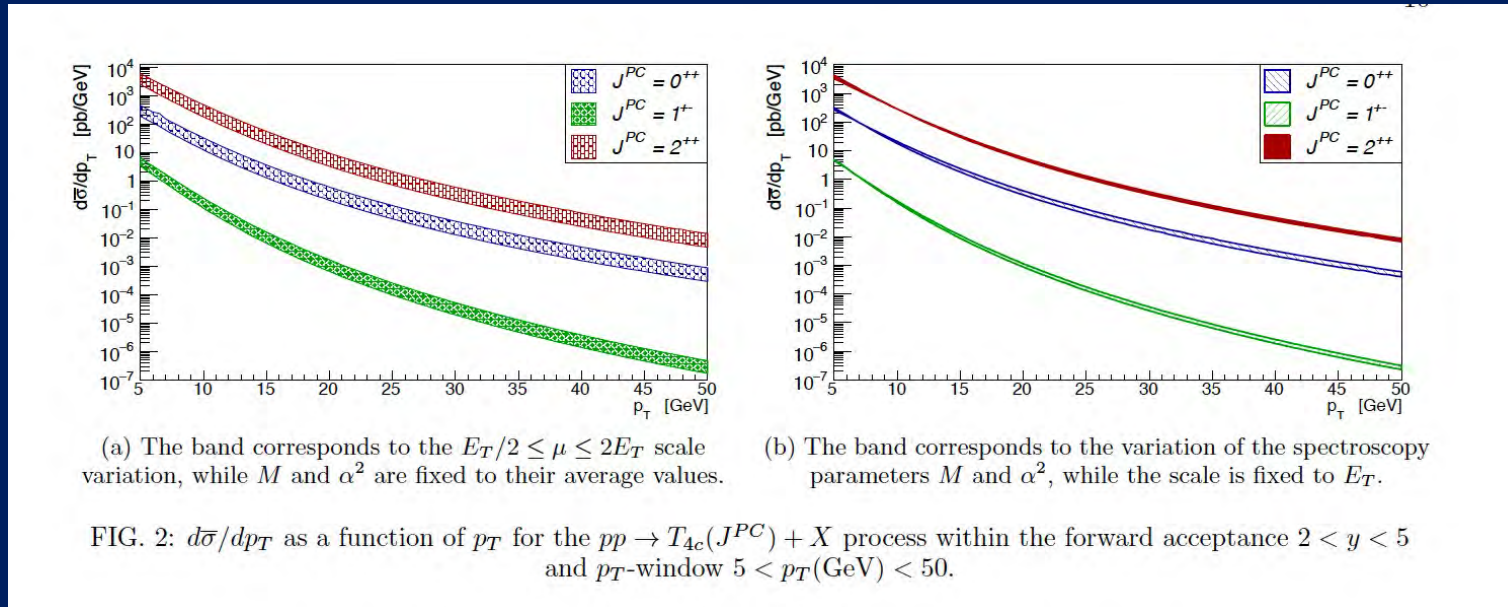 dσ̅/dp_T [pb/GeV]
10⁴
10³
10²
10
1
10⁻¹
10⁻²
10⁻³
10⁻⁴
10⁻⁵
10⁻⁶
10⁻⁷
J^PC = 0⁺⁺
J^PC = 1⁺⁻
J^PC = 2⁺⁺
5 10 15 20 25 30 35 40 45 50
p_T [GeV]
dσ̅/dp_T [pb/GeV]
10⁴
10³
10²
10
1
10⁻¹
10⁻²
10⁻³
10⁻⁴
10⁻⁵
10⁻⁶
10⁻⁷
J^PC = 0⁺⁺
J^PC = 1⁺⁻
J^PC = 2⁺⁺
5 10 15 20 25 30 35 40 45 50
p_T [GeV]
(a) The band corresponds to the E_T/2 ≤ μ ≤ 2E_T scale
variation, while M and α² are fixed to their average values.
(b) The band corresponds to the variation of the spectroscopy
parameters M and α², while the scale is fixed to E_T.
FIG. 2: dσ̅/dp_T as a function of p_T for the pp → T_4c(J^PC) + X process within the forward acceptance 2 < y < 5
and p_T-window 5 < p_T(GeV) < 50.